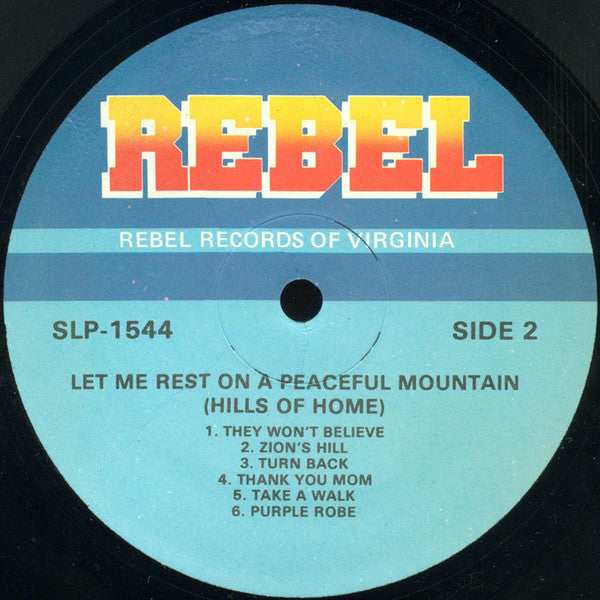 REBEL
REBEL RECORDS OF VIRGINIA
SLP-1544 SIDE 2
LET ME REST ON A PEACEFUL MOUNTAIN
(HILLS OF HOME)
1. THEY WON'T BELIEVE
2. ZION'S HILL
3. TURN BACK
4. THANK YOU MOM
5. TAKE A WALK
6. PURPLE ROBE